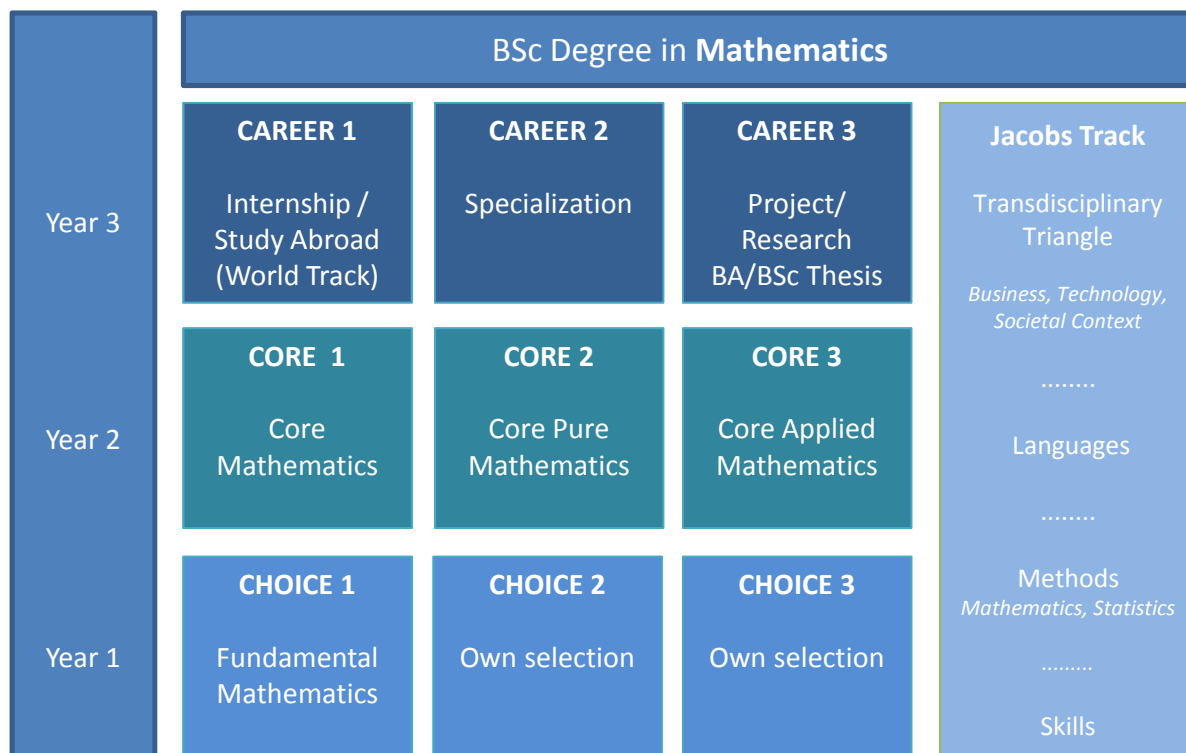 BSc Degree in Mathematics
Year 3
CAREER 1
Internship /
Study Abroad
(World Track)
CAREER 2
Specialization
CAREER 3
Project/
Research
BA/BSc Thesis
Year 2
CORE 1
Core
Mathematics
CORE 2
Core Pure
Mathematics
CORE 3
Core Applied
Mathematics
Year 1
CHOICE 1
Fundamental
Mathematics
CHOICE 2
Own selection
CHOICE 3
Own selection
Jacobs Track
Transdisciplinary
Triangle
Business, Technology,
Societal Context
........
Languages
........
Methods
Mathematics, Statistics
.........
Skills